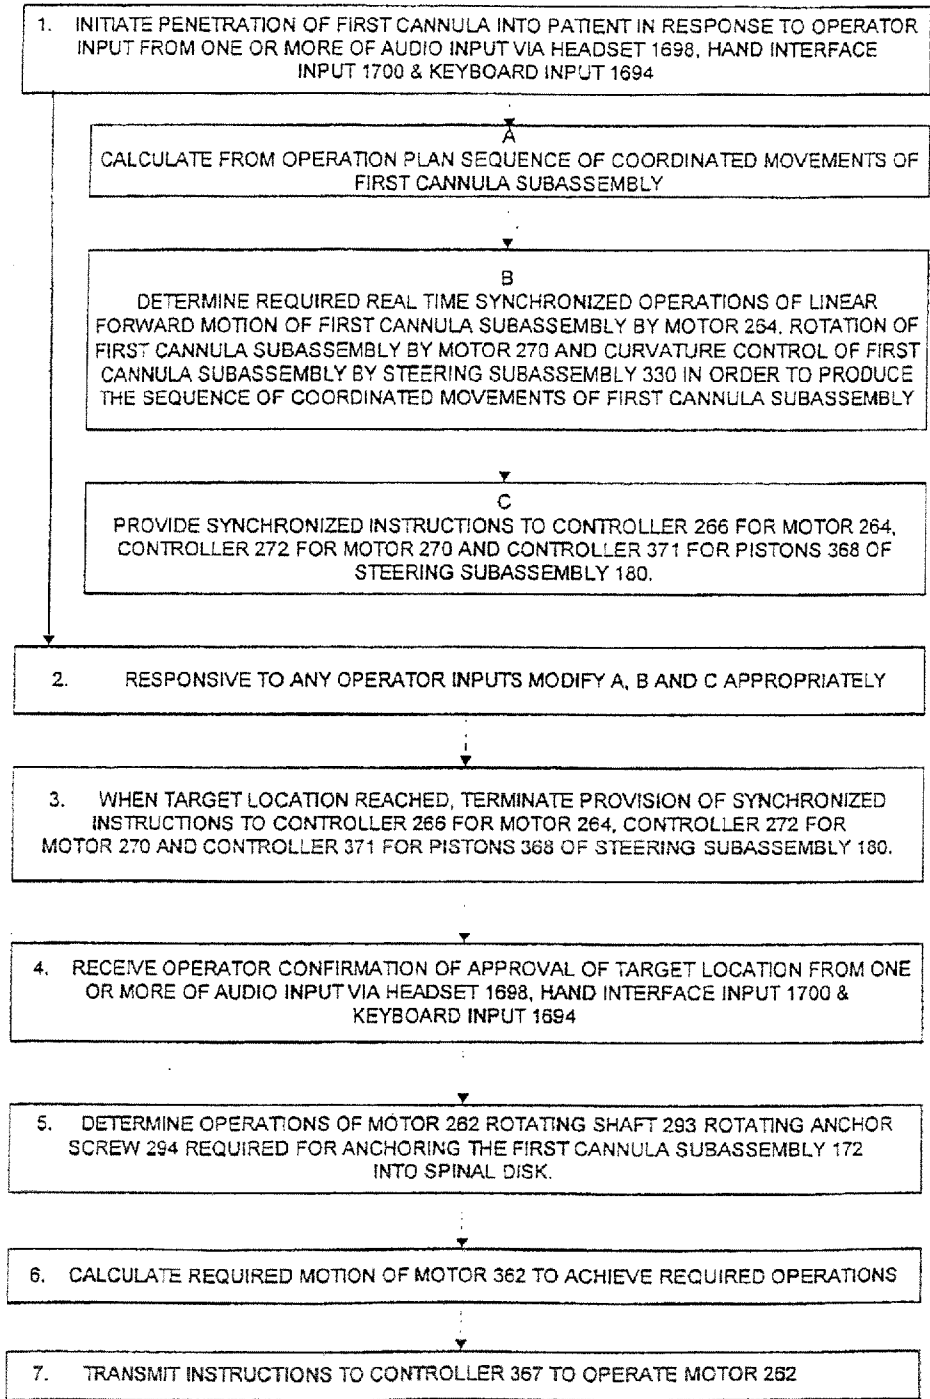 1. INITIATE PENETRATION OF FIRST CANNULA INTO PATIENT IN RESPONSE TO OPERATOR
INPUT FROM ONE OR MORE OF AUDIO INPUT VIA HEADSET 1698, HAND INTERFACE
INPUT 1700 & KEYBOARD INPUT 1694
A
CALCULATE FROM OPERATION PLAN SEQUENCE OF COORDINATED MOVEMENTS OF
FIRST CANNULA SUBASSEMBLY
B
DETERMINE REQUIRED REAL TIME SYNCHRONIZED OPERATIONS OF LINEAR
FORWARD MOTION OF FIRST CANNULA SUBASSEMBLY BY MOTOR 264, ROTATION OF
FIRST CANNULA SUBASSEMBLY BY MOTOR 270 AND CURVATURE CONTROL OF FIRST
CANNULA SUBASSEMBLY BY STEERING SUBASSEMBLY 330 IN ORDER TO PRODUCE
THE SEQUENCE OF COORDINATED MOVEMENTS OF FIRST CANNULA SUBASSEMBLY
C
PROVIDE SYNCHRONIZED INSTRUCTIONS TO CONTROLLER 266 FOR MOTOR 264,
CONTROLLER 272 FOR MOTOR 270 AND CONTROLLER 371 FOR PISTONS 368 OF
STEERING SUBASSEMBLY 180.
2. RESPONSIVE TO ANY OPERATOR INPUTS MODIFY A, B AND C APPROPRIATELY
3. WHEN TARGET LOCATION REACHED, TERMINATE PROVISION OF SYNCHRONIZED
INSTRUCTIONS TO CONTROLLER 266 FOR MOTOR 264, CONTROLLER 272 FOR
MOTOR 270 AND CONTROLLER 371 FOR PISTONS 368 OF STEERING SUBASSEMBLY 180.
4. RECEIVE OPERATOR CONFIRMATION OF APPROVAL OF TARGET LOCATION FROM ONE
OR MORE OF AUDIO INPUT VIA HEADSET 1698, HAND INTERFACE INPUT 1700 &
KEYBOARD INPUT 1694
5. DETERMINE OPERATIONS OF MOTOR 262 ROTATING SHAFT 293 ROTATING ANCHOR
SCREW 294 REQUIRED FOR ANCHORING THE FIRST CANNULA SUBASSEMBLY 172
INTO SPINAL DISK.
6. CALCULATE REQUIRED MOTION OF MOTOR 362 TO ACHIEVE REQUIRED OPERATIONS
7. TRANSMIT INSTRUCTIONS TO CONTROLLER 367 TO OPERATE MOTOR 262